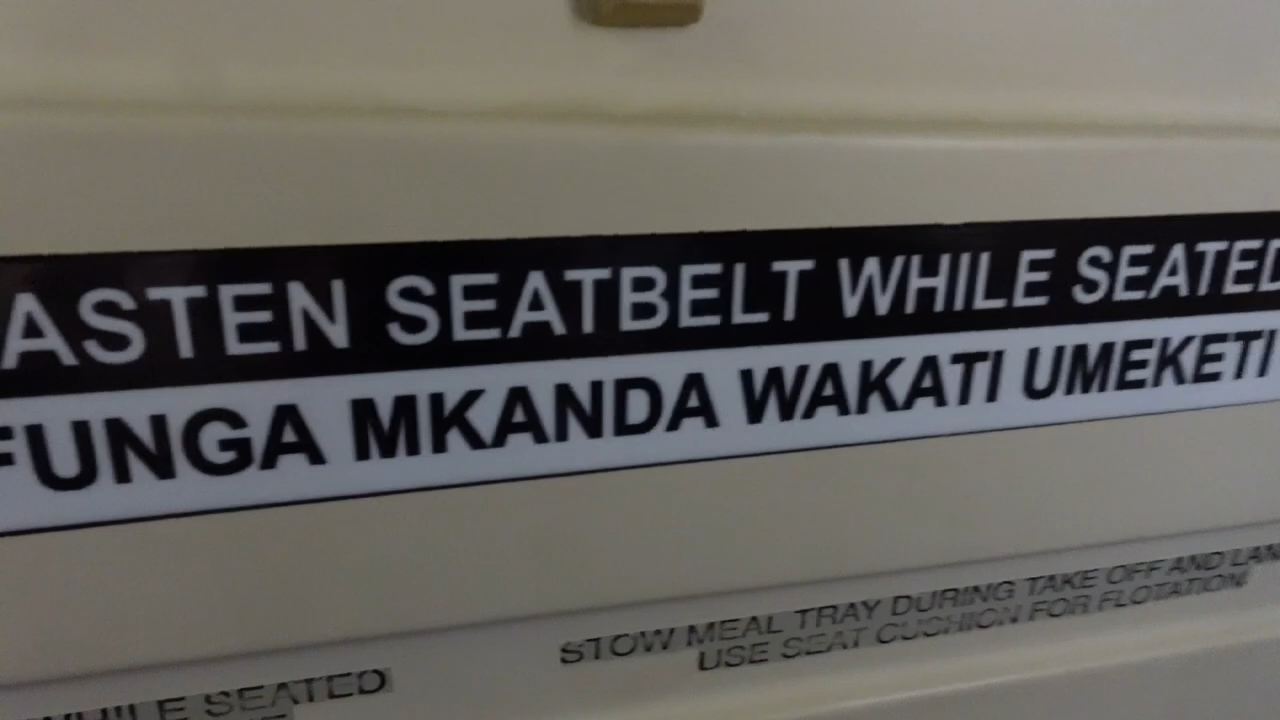 ASTEN SEATBELT WHILE SEATED
FUNGA MKANDA WAKATI UMEKETI
STOW MEAL TRAY DURING TAKE OFF AND LAN
USE SEAT CUSHION FOR FLOTATION
WHILE SEATED